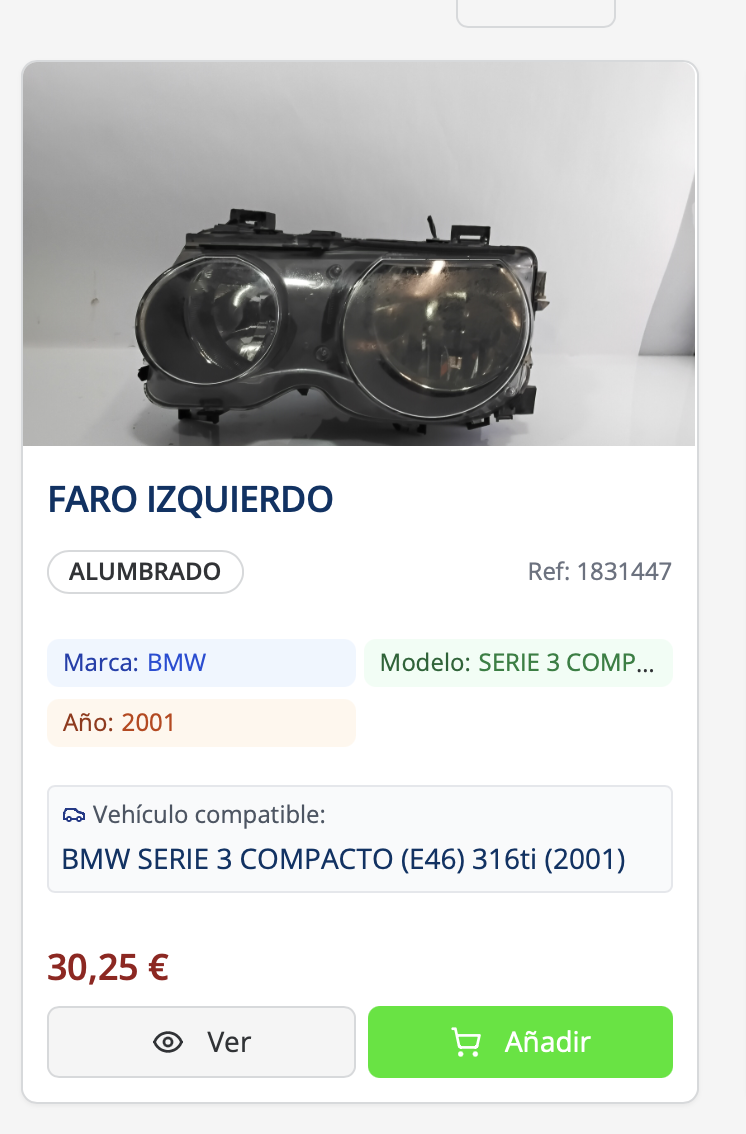 FARO IZQUIERDO
ALUMBRADO Ref: 1831447
Marca: BMW Modelo: SERIE 3 COMP...
Año: 2001
Vehículo compatible:
BMW SERIE 3 COMPACTO (E46) 316ti (2001)
30,25 €
Ver Añadir